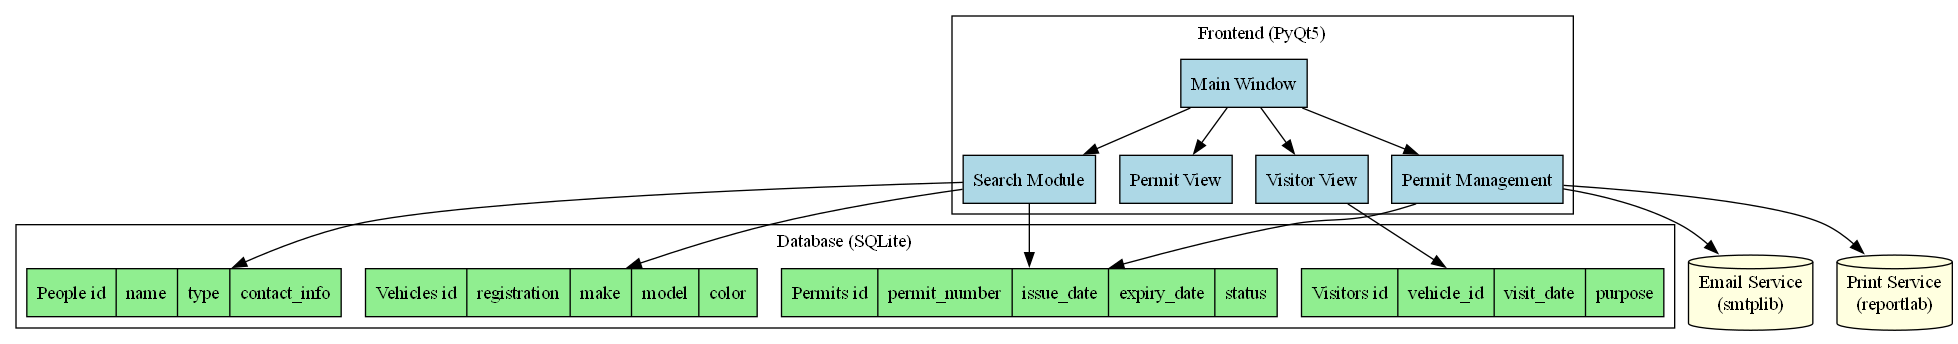 Frontend (PyQt5)
Main Window
Search Module
Permit View
Visitor View
Permit Management
Database (SQLite)
People id
name
type
contact_info
Vehicles id
registration
make
model
color
Permits id
permit_number
issue_date
expiry_date
status
Visitors id
vehicle_id
visit_date
purpose
Email Service
(smtplib)
Print Service
(reportlab)